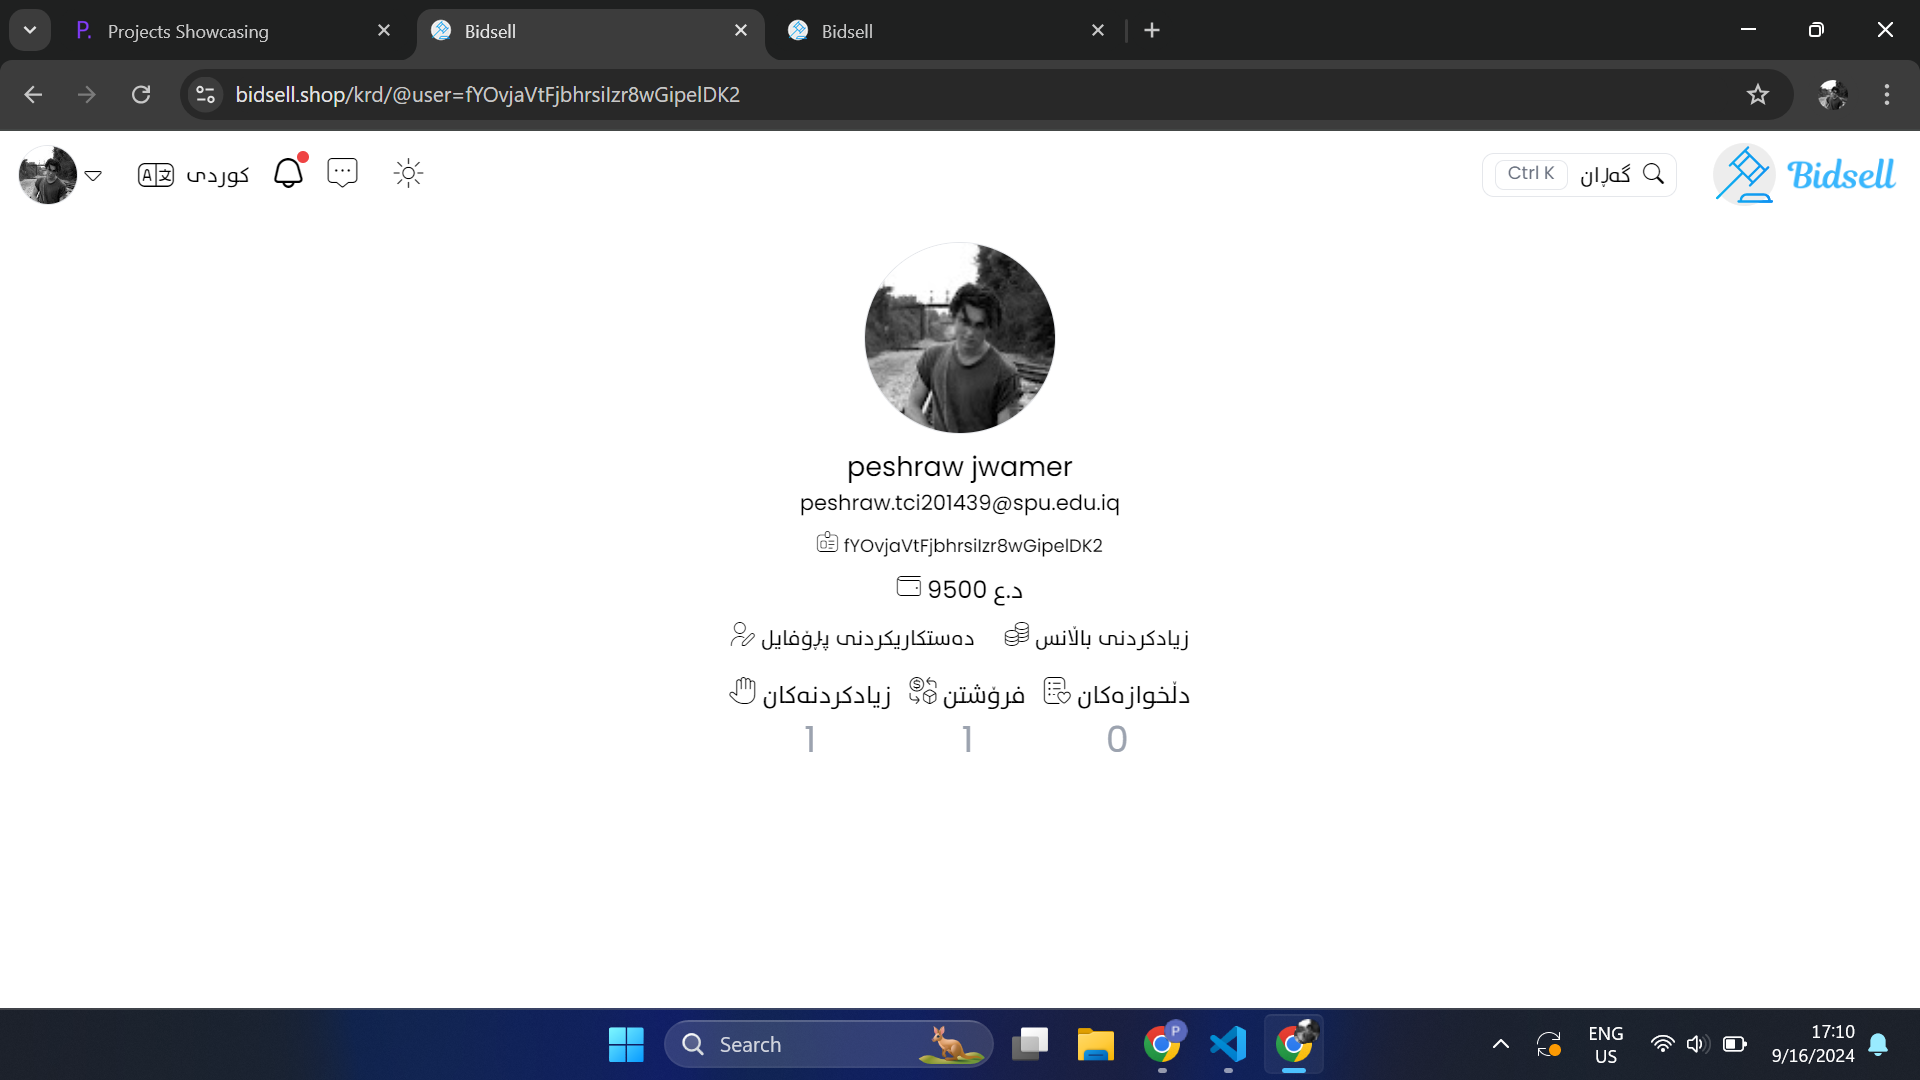 Projects Showcasing
Bidsell
Bidsell
bidsell.shop/krd/@user=fYOvjaVtFjbhrsiIzr8wGipelDK2
کوردی
Ctrl K
گەڕان
Bidsell
peshraw jwamer
peshraw.tci201439@spu.edu.iq
fYOvjaVtFjbhrsiIzr8wGipelDK2
9500 د.ع
دەستکاریکردنی پڕۆفایل
زیادکردنی باڵانس
زیادکردنەکان
فرۆشتن
دڵخوازەکان
1
1
0
Search
P
ENG
US
17:10
9/16/2024